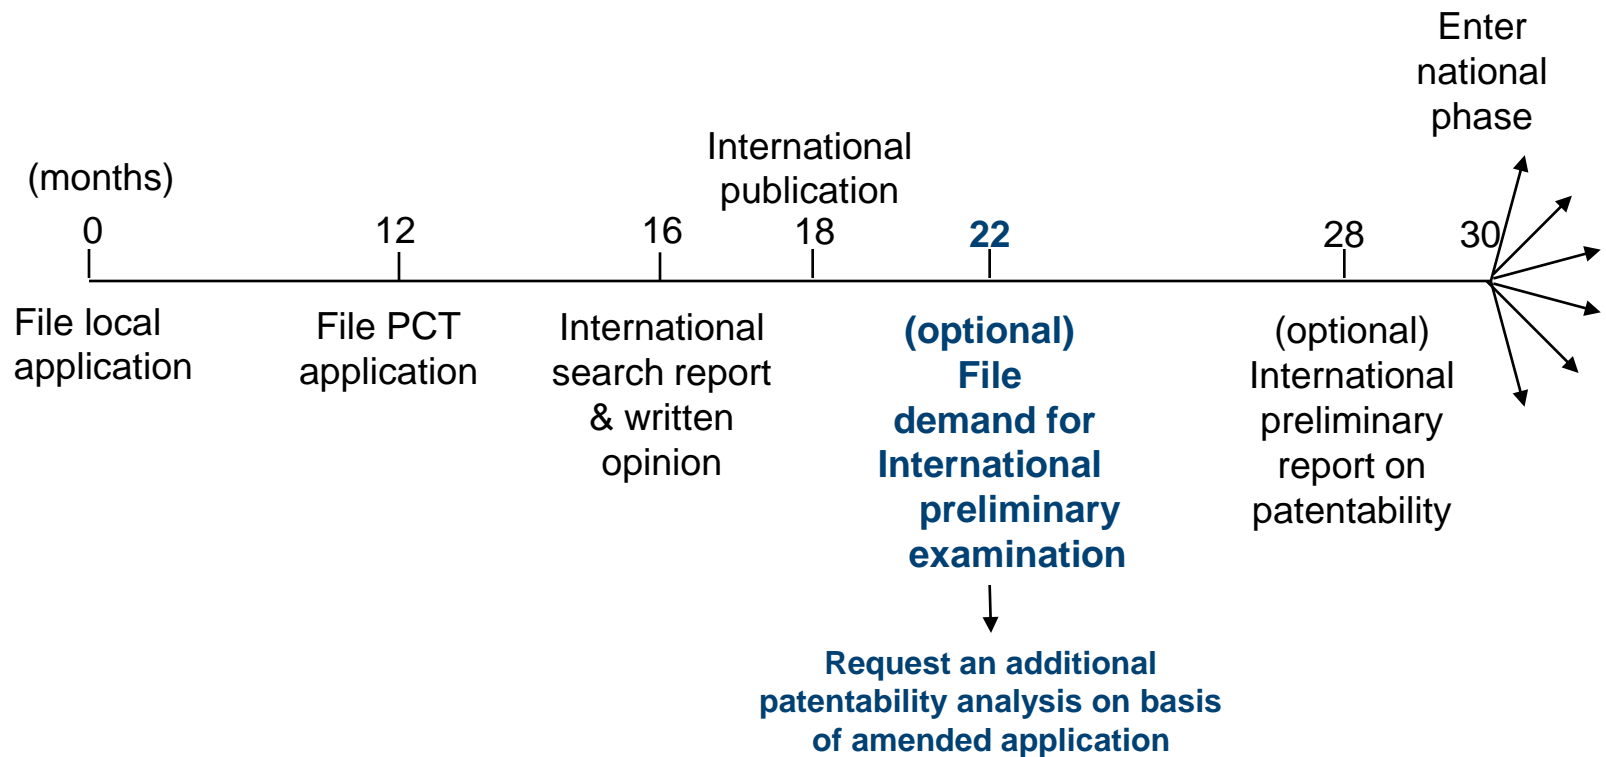 Enter
national
phase
International
publication
(months)
0
12
16
18
22
28
30
File local
application
File PCT
application
International
search report
& written
opinion
(optional)
File
demand for
International
preliminary
examination
(optional)
International
preliminary
report on
patentability
Request an additional
patentability analysis on basis
of amended application